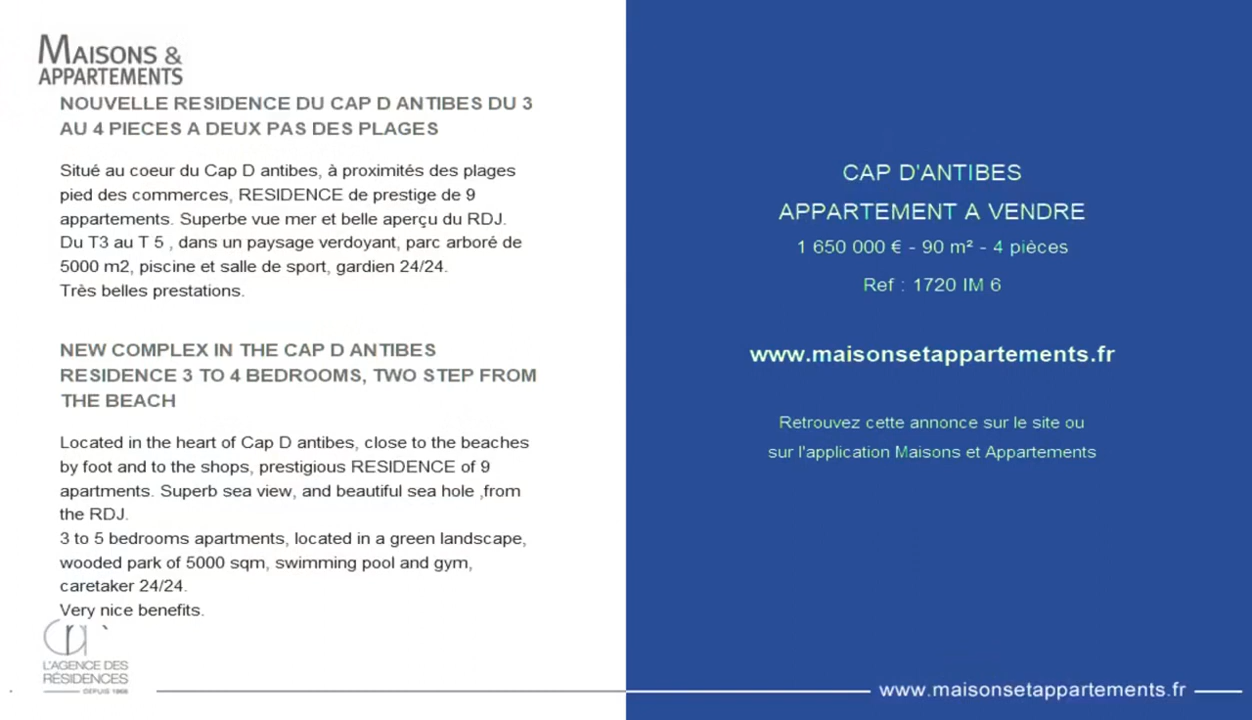 MAISONS &
APPARTEMENTS
NOUVELLE RESIDENCE DU CAP D ANTIBES DU 3
AU 4 PIECES A DEUX PAS DES PLAGES
Situé au coeur du Cap D antibes, à proximités des plages
pied des commerces, RESIDENCE de prestige de 9
appartements. Superbe vue mer et belle aperçu du RDJ.
Du T3 au T 5 , dans un paysage verdoyant, parc arboré de
5000 m2, piscine et salle de sport, gardien 24/24.
Très belles prestations.
NEW COMPLEX IN THE CAP D ANTIBES
RESIDENCE 3 TO 4 BEDROOMS, TWO STEP FROM
THE BEACH
Located in the heart of Cap D antibes, close to the beaches
by foot and to the shops, prestigious RESIDENCE of 9
apartments. Superb sea view, and beautiful sea hole ,from
the RDJ.
3 to 5 bedrooms apartments, located in a green landscape,
wooded park of 5000 sqm, swimming pool and gym,
caretaker 24/24.
Very nice benefits.
L'AGENCE DES
RÉSIDENCES
DEPUIS 1966
CAP D'ANTIBES
APPARTEMENT A VENDRE
1 650 000 € - 90 m² - 4 pièces
Ref : 1720 IM 6
www.maisonsetappartements.fr
Retrouvez cette annonce sur le site ou
sur l'application Maisons et Appartements
www.maisonsetappartements.fr